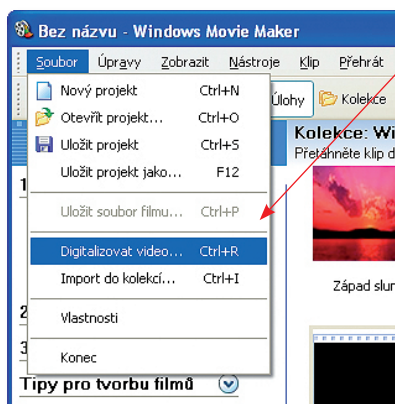 Bez názvu - Windows Movie Maker
Soubor Úpravy Zobrazit Nástroje Klip Přehrát
Nový projekt Ctrl+N
Otevřít projekt... Ctrl+O
Uložit projekt Ctrl+S
Uložit projekt jako... F12
Uložit soubor filmu... Ctrl+P
Digitalizovat video... Ctrl+R
Import do kolekcí... Ctrl+I
Vlastnosti
Konec
Úlohy Kolekce
Kolekce: Wi
Přetáhněte klip d
Západ slur
1
2
3
Tipy pro tvorbu filmů